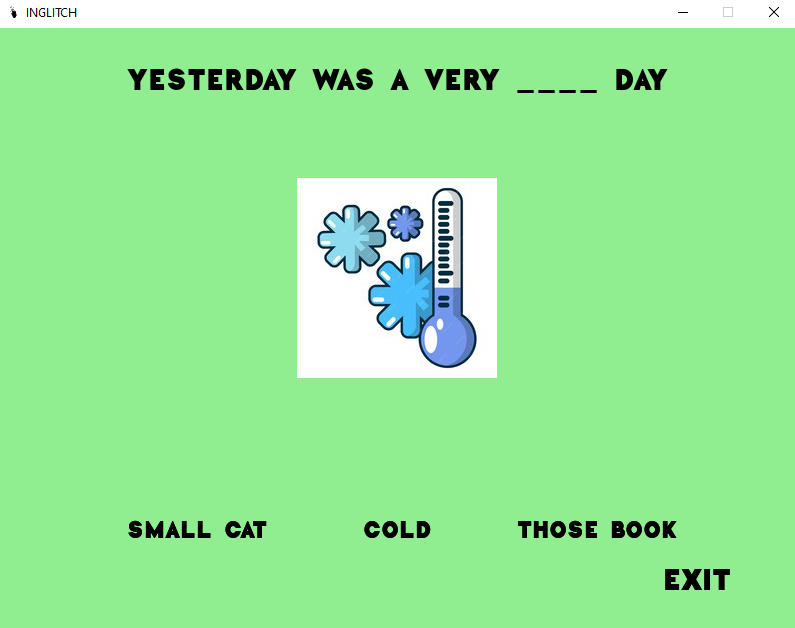 INGLITCH
YESTERDAY WAS A VERY ____ DAY
SMALL CAT COLD THOSE BOOK
EXIT